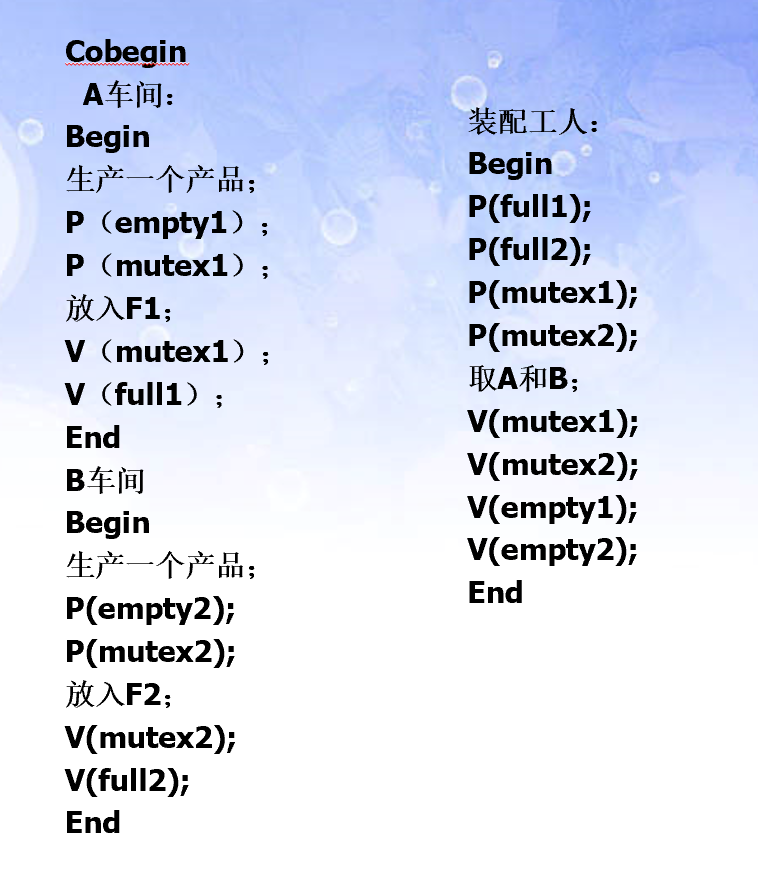 Cobegin
A车间：
Begin
生产一个产品；
P（empty1）；
P（mutex1）；
放入F1；
V（mutex1）；
V（full1）；
End
B车间
Begin
生产一个产品；
P(empty2);
P(mutex2);
放入F2；
V(mutex2);
V(full2);
End
装配工人：
Begin
P(full1);
P(full2);
P(mutex1);
P(mutex2);
取A和B；
V(mutex1);
V(mutex2);
V(empty1);
V(empty2);
End